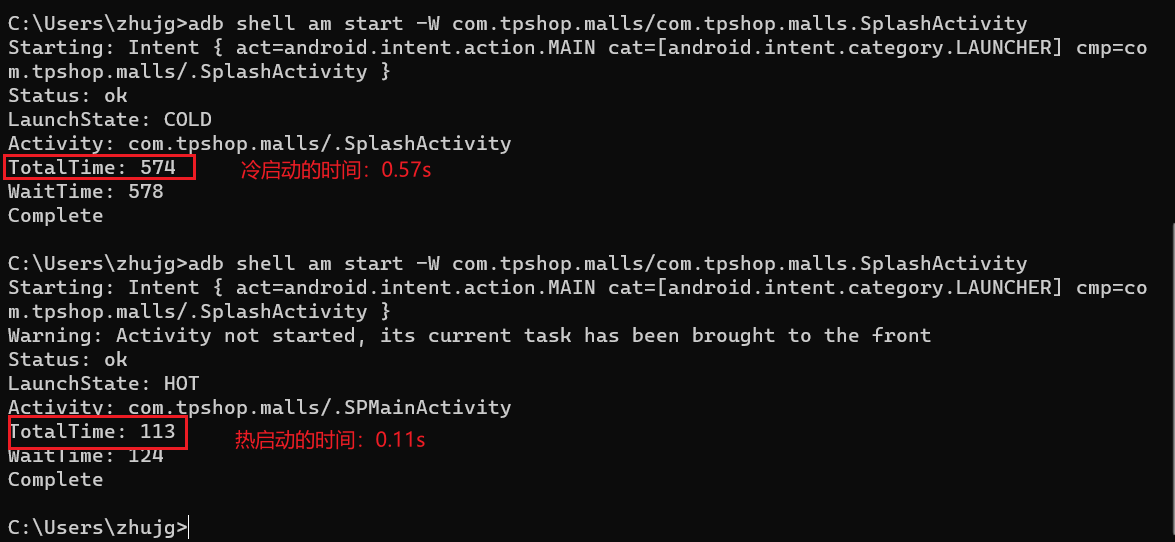 C:\Users\zhujg>adb shell am start -W com.tpshop.malls/com.tpshop.malls.SplashActivity
Starting: Intent { act=android.intent.action.MAIN cat=[android.intent.category.LAUNCHER] cmp=co
m.tpshop.malls/.SplashActivity }
Status: ok
LaunchState: COLD
Activity: com.tpshop.malls/.SplashActivity
TotalTime: 574 冷启动的时间：0.57s
WaitTime: 578
Complete
C:\Users\zhujg>adb shell am start -W com.tpshop.malls/com.tpshop.malls.SplashActivity
Starting: Intent { act=android.intent.action.MAIN cat=[android.intent.category.LAUNCHER] cmp=co
m.tpshop.malls/.SplashActivity }
Warning: Activity not started, its current task has been brought to the front
Status: ok
LaunchState: HOT
Activity: com.tpshop.malls/.SPMainActivity
TotalTime: 113 热启动的时间：0.11s
WaitTime: 124
Complete
C:\Users\zhujg>